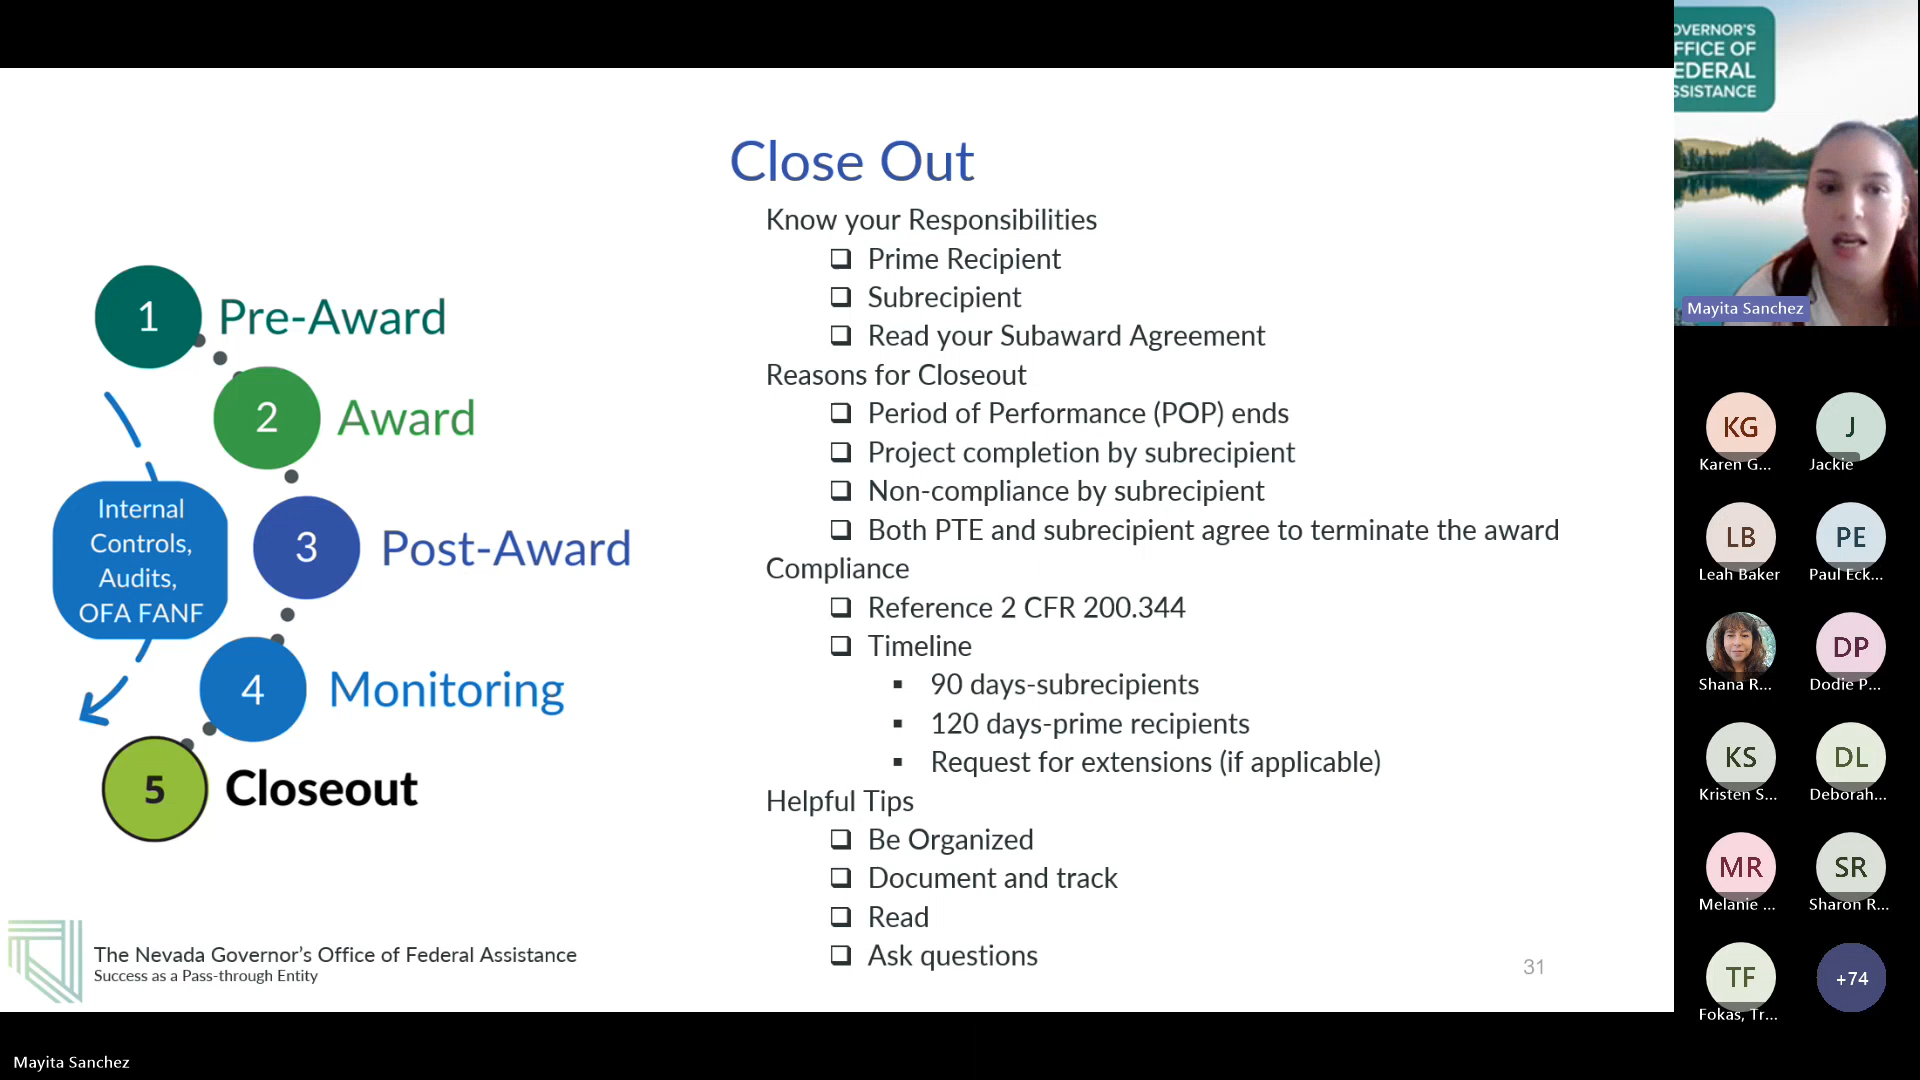 Close Out
Know your Responsibilities
Prime Recipient
Subrecipient
Read your Subaward Agreement
Reasons for Closeout
Period of Performance (POP) ends
Project completion by subrecipient
Non-compliance by subrecipient
Both PTE and subrecipient agree to terminate the award
Compliance
Reference 2 CFR 200.344
Timeline
90 days-subrecipients
120 days-prime recipients
Request for extensions (if applicable)
Helpful Tips
Be Organized
Document and track
Read
Ask questions
1 Pre-Award
2 Award
3 Post-Award
4 Monitoring
5 Closeout
Internal
Controls,
Audits,
OFA FANF
The Nevada Governor's Office of Federal Assistance
Success as a Pass-through Entity
31
OVERNOR'S
FFICE OF
EDERAL
SSISTANCE
Mayita Sanchez
KG
Karen G...
J
Jackie
LB
Leah Baker
PE
Paul Eck...
Shana R...
DP
Dodie P...
KS
Kristen S...
DL
Deborah...
MR
Melanie ...
SR
Sharon R...
TF
Fokas, Tr...
+74
Mayita Sanchez